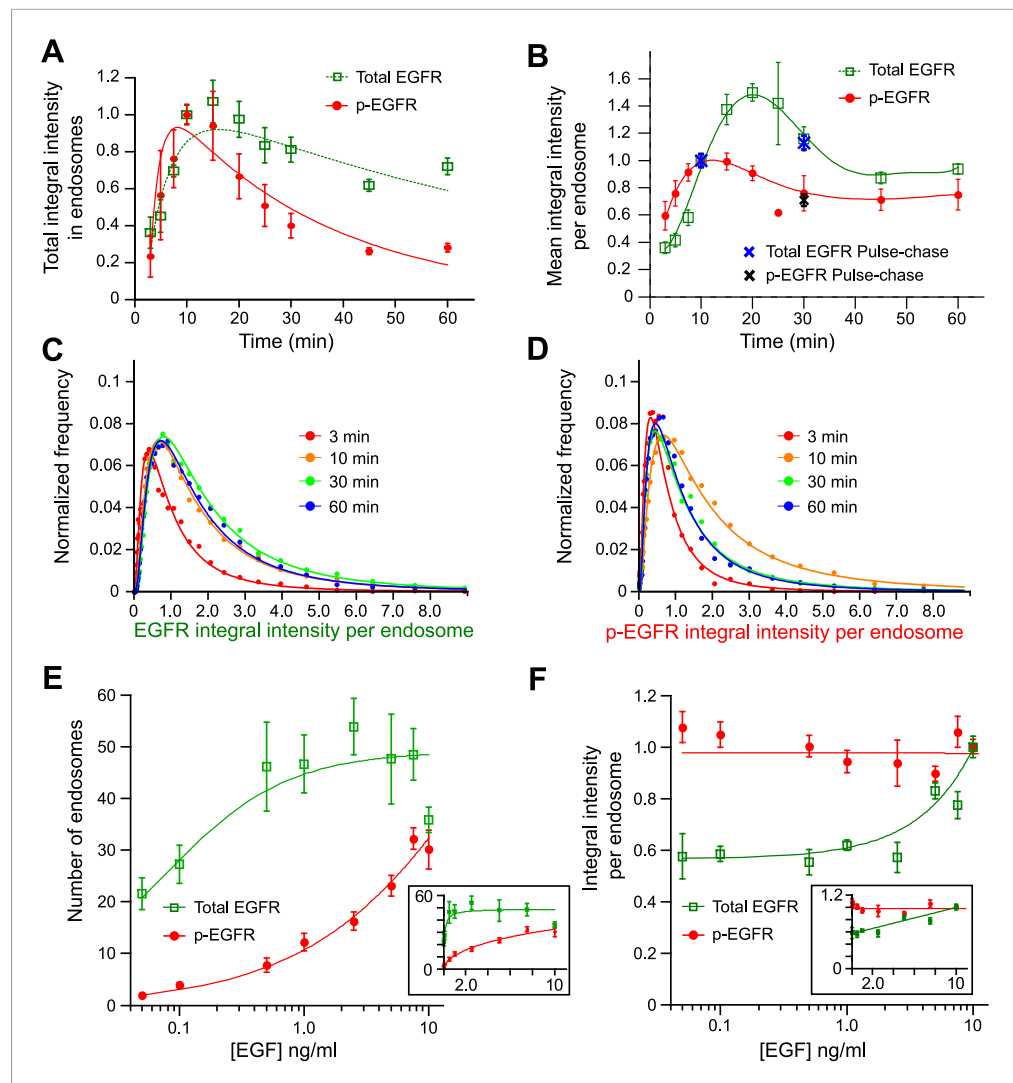 A
Total integral intensity
in endosomes
1.2
1.0
0.8
0.6
0.4
0.2
0
0
10
20
30
40
50
60
Time (min)
Total EGFR
p-EGFR
B
Mean integral intensity
per endosome
1.6
1.4
1.2
1.0
0.8
0.6
0.4
0.2
0
0
10
20
30
40
50
60
Time (min)
Total EGFR
p-EGFR
Total EGFR Pulse-chase
p-EGFR Pulse-chase
C
Normalized frequency
0.1
0.08
0.06
0.04
0.02
0
0
1.0
2.0
3.0
4.0
5.0
6.0
7.0
8.0
EGFR integral intensity per endosome
3 min
10 min
30 min
60 min
D
Normalized frequency
0.1
0.08
0.06
0.04
0.02
0
0
1.0
2.0
3.0
4.0
5.0
6.0
7.0
8.0
p-EGFR integral intensity per endosome
3 min
10 min
30 min
60 min
E
Number of endosomes
60
50
40
30
20
10
0
0.1
1.0
10
[EGF] ng/ml
Total EGFR
p-EGFR
60
0
2.0
10
F
Integral intensity
per endosome
1.2
1.0
0.8
0.6
0.4
0.2
0
0.1
1.0
10
[EGF] ng/ml
Total EGFR
p-EGFR
1.2
0
2.0
10